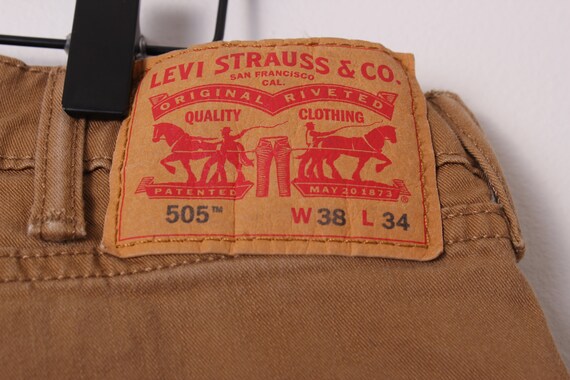 LEVI STRAUSS & CO.
SAN FRANCISCO
CAL.
ORIGINAL RIVETED
QUALITY CLOTHING
PATENTED MAY 20 1873
505™ W 38 L 34